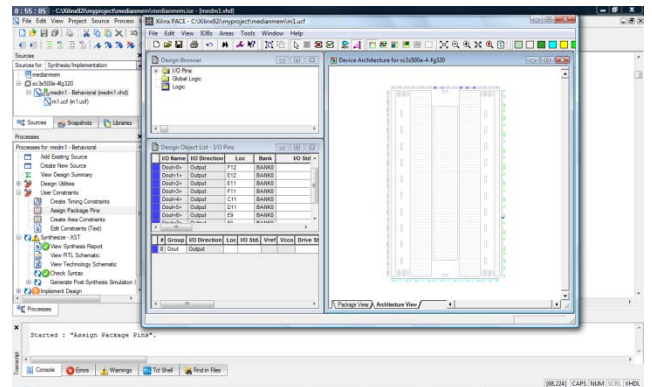 0:55:05 - C:\Xilinx92i\myproject\medianmem\medianmem.ise - [medm1.vhd]
File Edit View Project Source Process
Xilinx PACE - C:\Xilinx92i\myproject\medianmem\m1.ucf
File Edit View IOBs Areas Tools Window Help
Sources
Sources for: Synthesis/Implementation
medianmem
xc3s500e-4fg320
medm1 - Behavioral (medm1.vhd)
m1.ucf (m1.ucf)
Sources Snapshots Libraries
Processes
Processes for: medm1 - Behavioral
Add Existing Source
Create New Source
View Design Summary
Design Utilities
User Constraints
Create Timing Constraints
Assign Package Pins
Create Area Constraints
Edit Constraints (Text)
Synthesize - XST
View Synthesis Report
View RTL Schematic
View Technology Schematic
Check Syntax
Generate Post-Synthesis Simulation
Implement Design
Processes
Design Browser
I/O Pins
Global Logic
Logic
Design Object List - I/O Pins
I/O Name I/O Direction Loc Bank I/O Std
Dout<0> Output F12 BANK0
Dout<1> Output E12 BANK0
Dout<2> Output E11 BANK0
Dout<3> Output F11 BANK0
Dout<4> Output C11 BANK0
Dout<5> Output D11 BANK0
Dout<6> Output E9 BANK0
# Group I/O Direction Loc I/O Std. Vref Vcco Drive St
8 Dout Output
Device Architecture for xc3s500e-4-fg320
Package View Architecture View
Started : "Assign Package Pins".
Transcript
Console Errors Warnings Tcl Shell Find in Files
[68,224] CAPS NUM SCRL VHDL